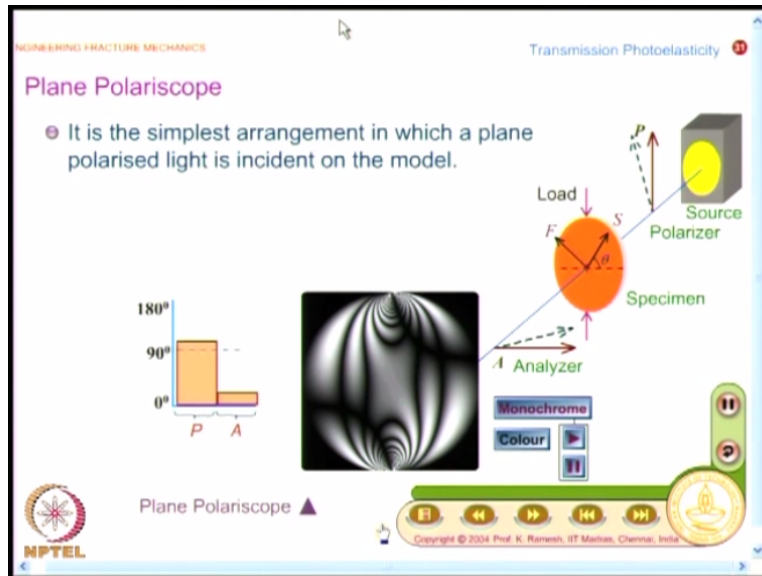 NGINEERING FRACTURE MECHANICS
Transmission Photoelasticity 31
Plane Polariscope
It is the simplest arrangement in which a plane
polarised light is incident on the model.
P
Load
Source
Polarizer
F
S
θ
Specimen
180°
90°
0°
P A
A Analyzer
Monochrome
Colour
Plane Polariscope
NPTEL
Copyright © 2004 Prof. K. Ramesh, IIT Madras, Chennai, India